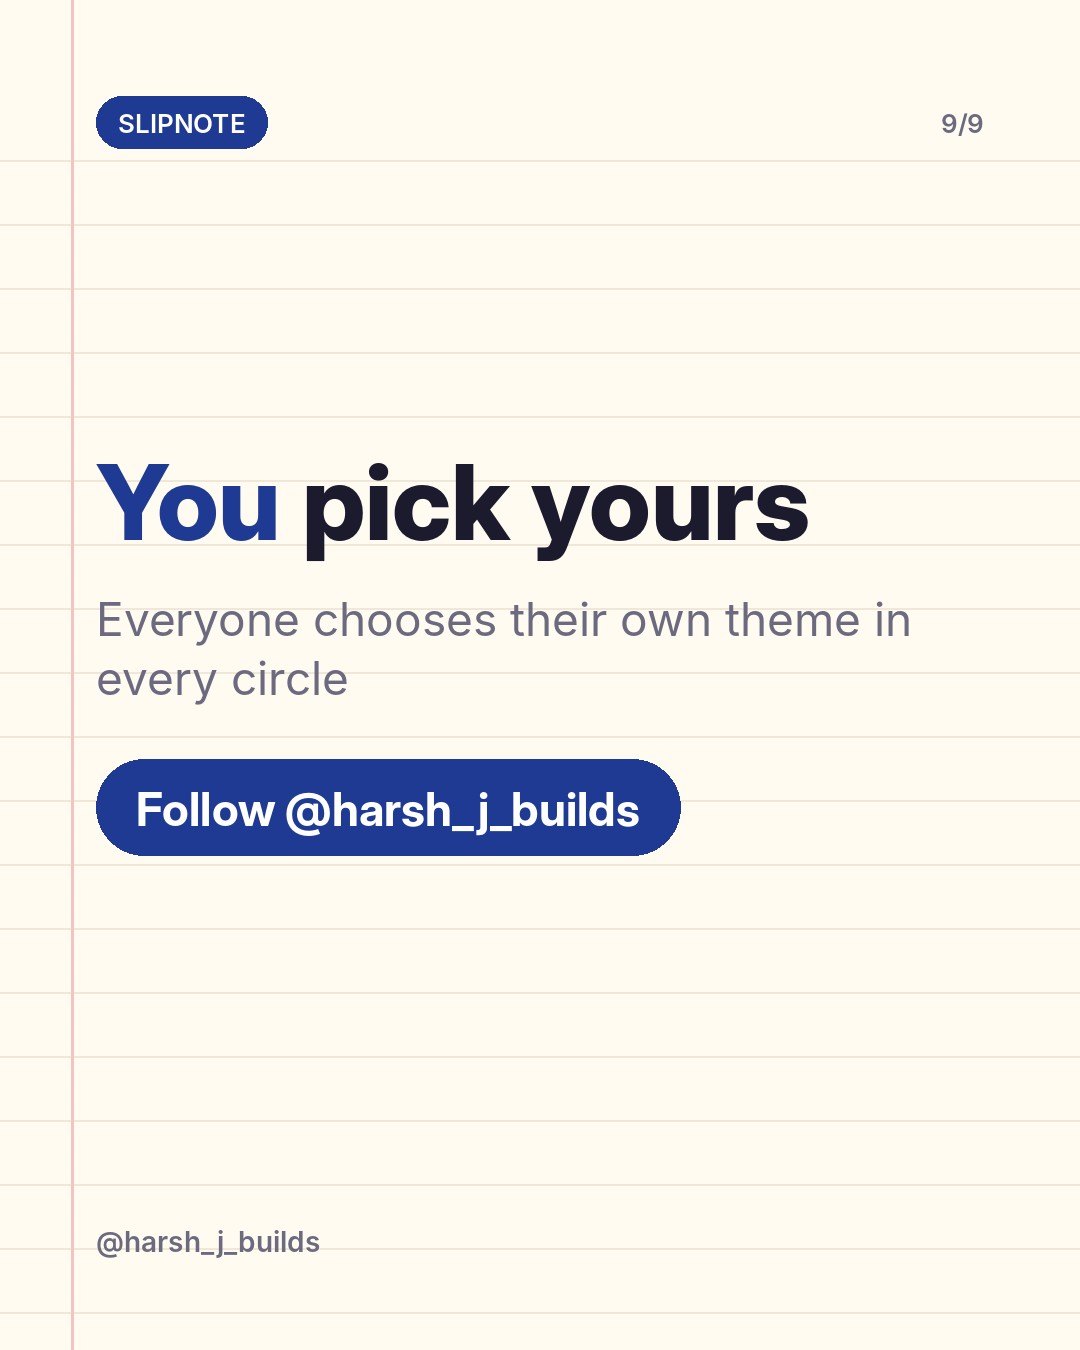 SLIPNOTE
9/9
You pick yours
Everyone chooses their own theme in
every circle
Follow @harsh_j_builds
@harsh_j_builds